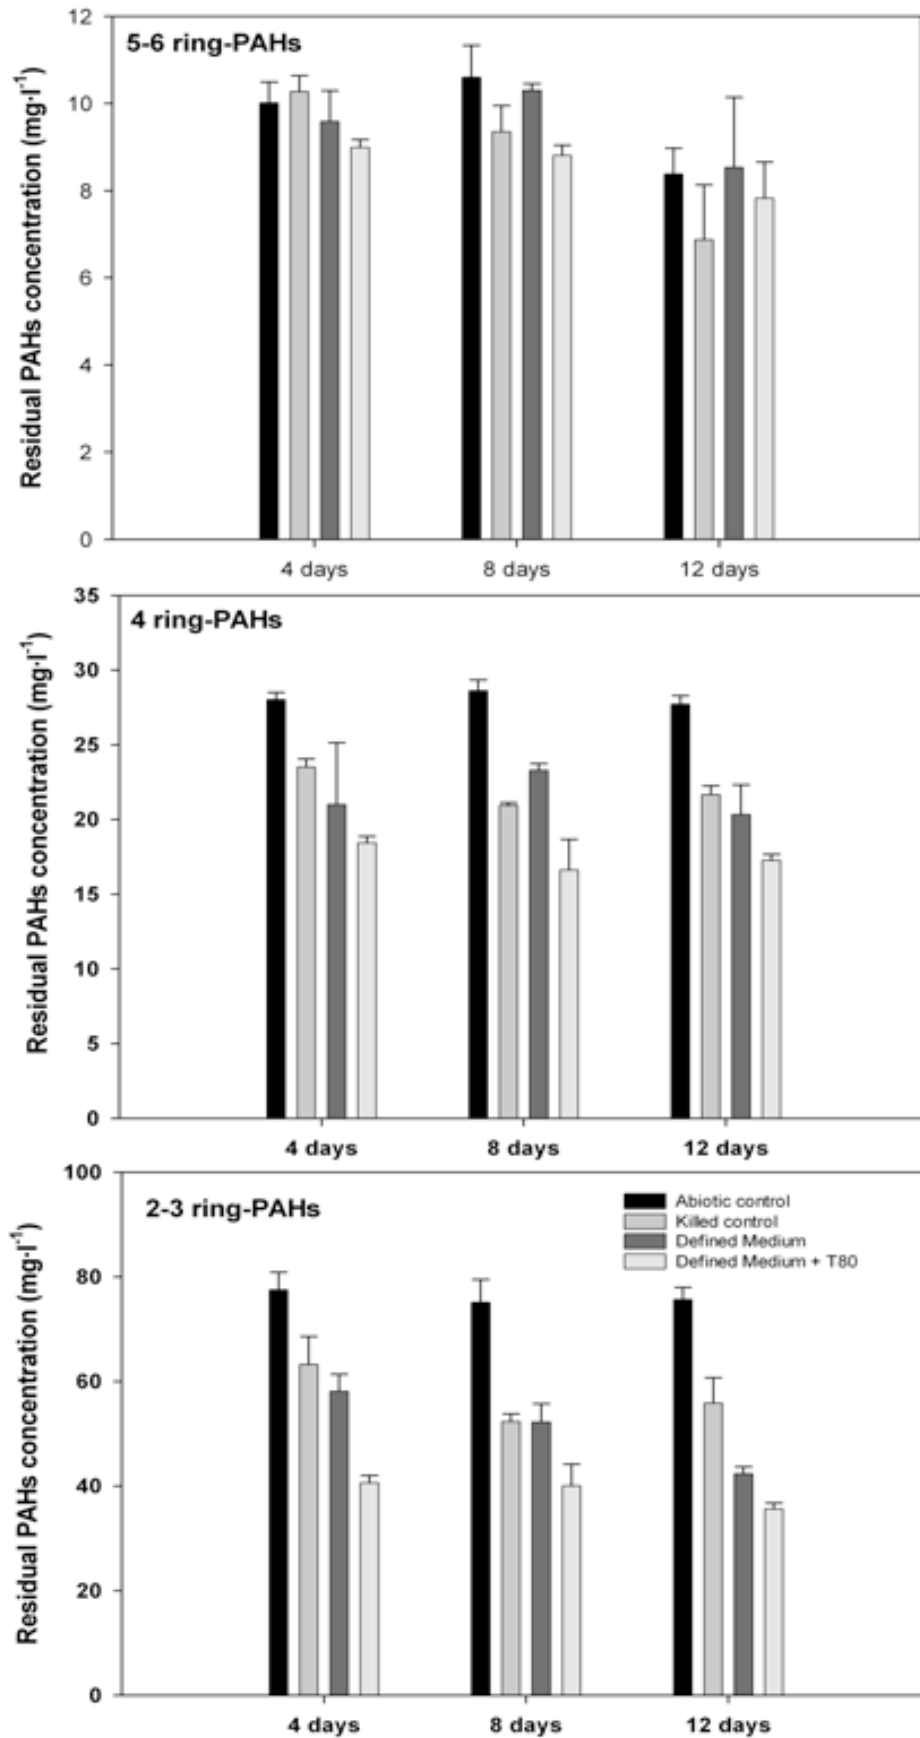 5-6 ring-PAHs
Residual PAHs concentration (mg·l⁻¹)
12
10
8
6
4
2
0
4 days 8 days 12 days
4 ring-PAHs
Residual PAHs concentration (mg·l⁻¹)
35
30
25
20
15
10
5
0
4 days 8 days 12 days
2-3 ring-PAHs
Residual PAHs concentration (mg·l⁻¹)
100
80
60
40
20
0
Abiotic control
Killed control
Defined Medium
Defined Medium + T80
4 days 8 days 12 days